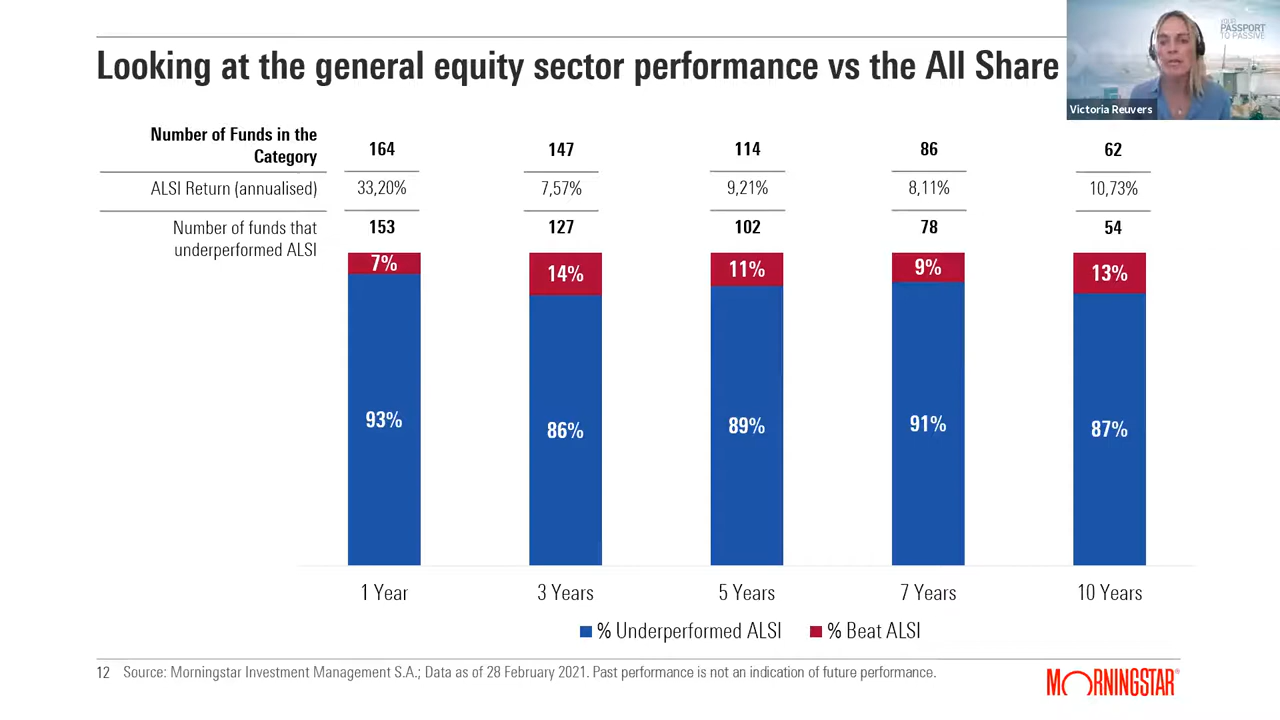 Looking at the general equity sector performance vs the All Share
YOUR
PASSPORT
TO PASSIVE
Victoria Reuvers
Number of Funds in the
Category
164 147 114 86 62
ALSI Return (annualised) 33,20% 7,57% 9,21% 8,11% 10,73%
Number of funds that
underperformed ALSI
153 127 102 78 54
7% 14% 11% 9% 13%
93% 86% 89% 91% 87%
1 Year 3 Years 5 Years 7 Years 10 Years
% Underperformed ALSI % Beat ALSI
12 Source: Morningstar Investment Management S.A.; Data as of 28 February 2021. Past performance is not an indication of future performance.
MORNINGSTAR®